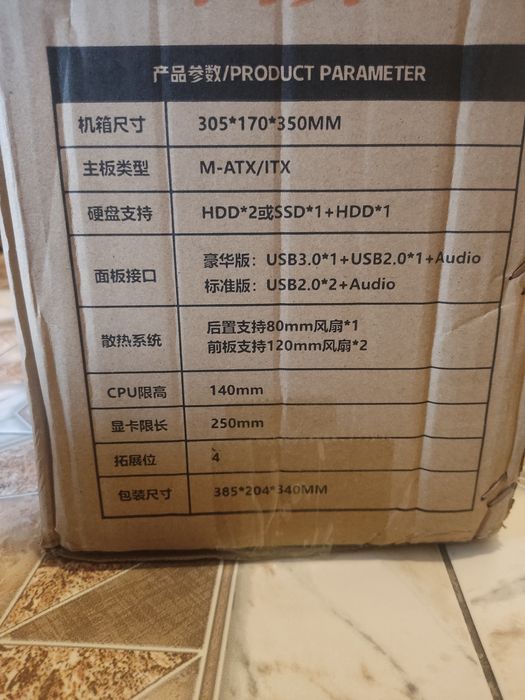 产品参数/PRODUCT PARAMETER
机箱尺寸 305*170*350MM
主板类型 M-ATX/ITX
硬盘支持 HDD*2或SSD*1+HDD*1
面板接口 豪华版：USB3.0*1+USB2.0*1+Audio
标准版：USB2.0*2+Audio
散热系统 后置支持80mm风扇*1
前板支持120mm风扇*2
CPU限高 140mm
显卡限长 250mm
拓展位 4
包装尺寸 385*204*340MM